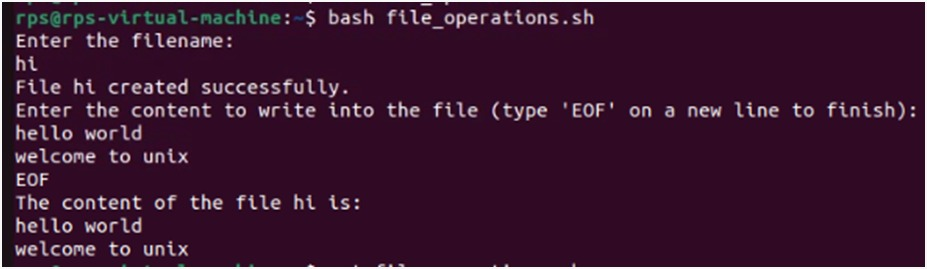 rps@rps-virtual-machine:~$ bash file_operations.sh
Enter the filename:
hi
File hi created successfully.
Enter the content to write into the file (type 'EOF' on a new line to finish):
hello world
welcome to unix
EOF
The content of the file hi is:
hello world
welcome to unix